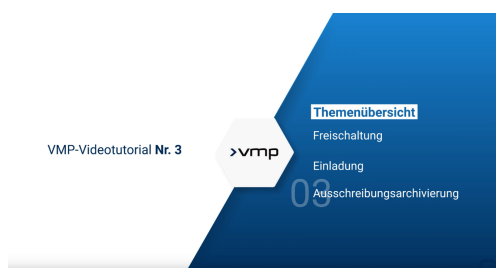 VMP-Videotutorial Nr. 3
>vmp
Themenübersicht
Freischaltung
Einladung
03
Ausschreibungsarchivierung